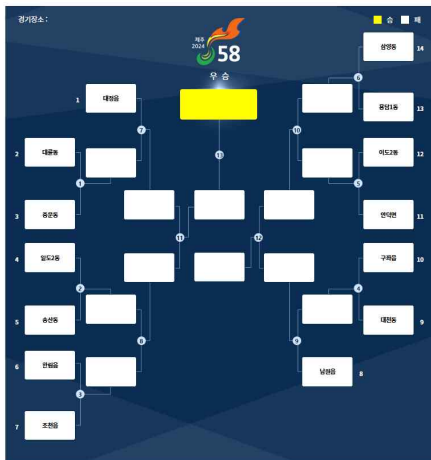 경기장소 :
승 패
제주
2024
58
우 승
삼양동 14
6
1 대정읍
용담1동 13
7
10
2 대륜동
이도2동 12
13
1
5
3 중문동
안덕면 11
4 일도2동
11
12
구좌읍 10
2
4
5 송산동
대천동 9
8
9
6 한림읍
남원읍 8
3
7 조천읍